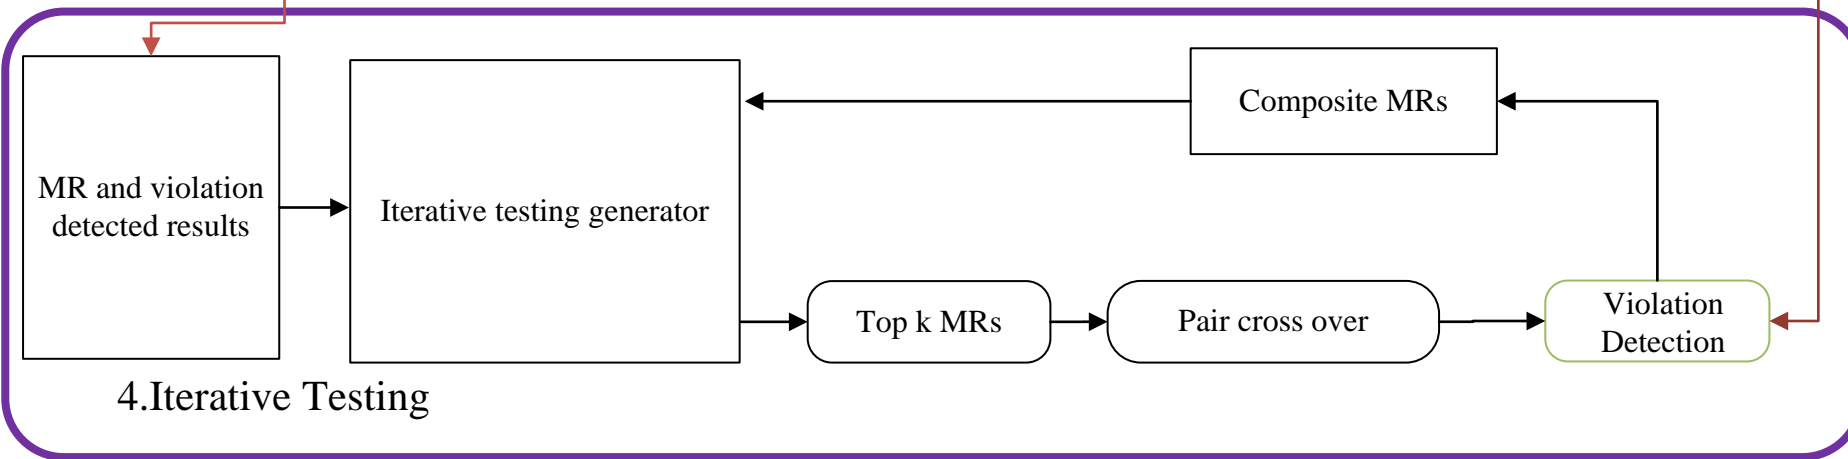 MR and violation
detected results
Iterative testing generator
Composite MRs
Top k MRs
Pair cross over
Violation
Detection
4.Iterative Testing